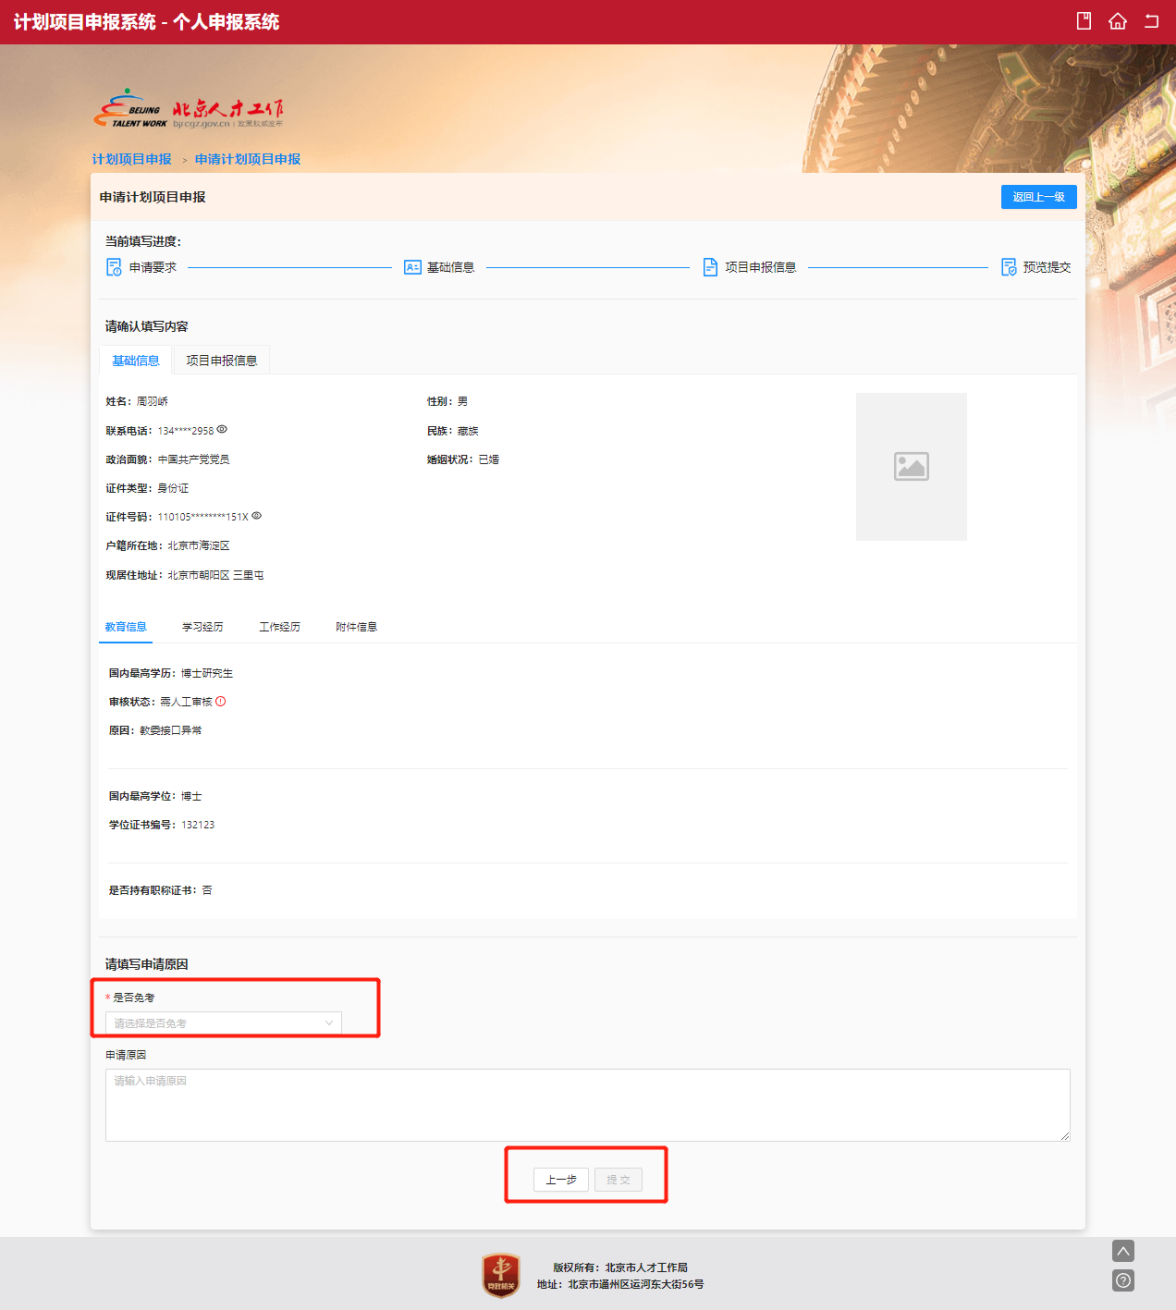 计划项目申报系统 - 个人申报系统
BEIJING
TALENT WORK
北京人才工作
bjrcgz.gov.cn | 发展权威发布
计划项目申报 > 申请计划项目申报
申请计划项目申报
返回上一级
当前填写进度：
申请要求
基础信息
项目申报信息
预览提交
请确认填写内容
基础信息
项目申报信息
姓名：周羽峤
性别：男
联系电话：134****2958
民族：藏族
政治面貌：中国共产党党员
婚姻状况：已婚
证件类型：身份证
证件号码：110105********151X
户籍所在地：北京市海淀区
现居住地址：北京市朝阳区 三里屯
教育信息
学习经历
工作经历
附件信息
国内最高学历：博士研究生
审核状态：需人工审核
原因：教委接口异常
国内最高学位：博士
学位证书编号：132123
是否持有职称证书：否
请填写申请原因
* 是否免考
请选择是否免考
申请原因
请输入申请原因
上一步
提 交
党政机关
版权所有：北京市人才工作局
地址：北京市通州区运河东大街56号